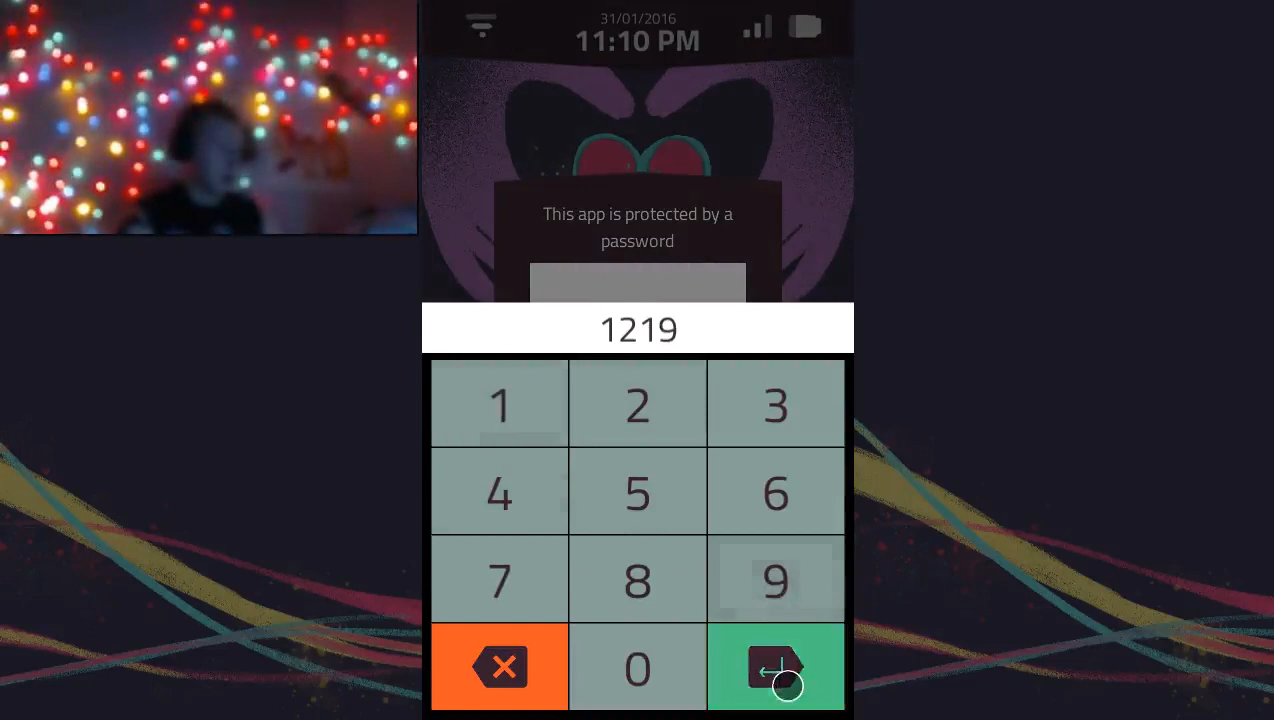 31/01/2016
11:10 PM
This app is protected by a
password
1219
1 2 3
4 5 6
7 8 9
0